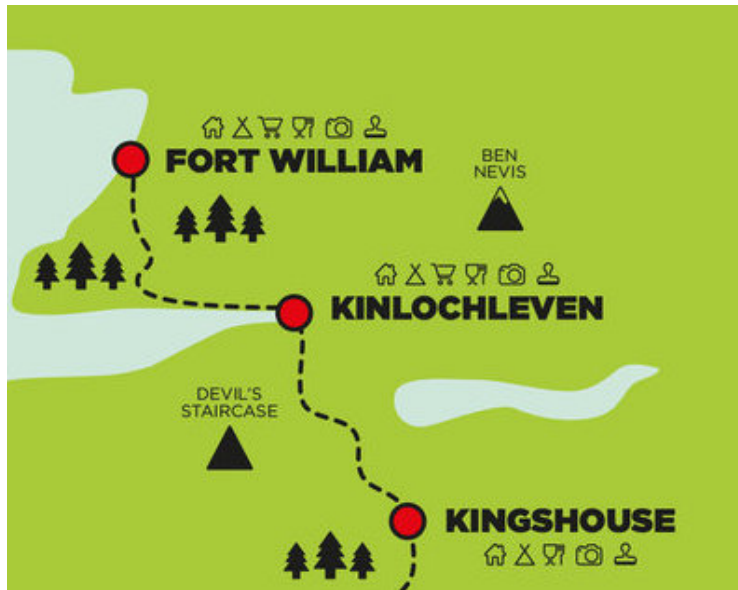 FORT WILLIAM
BEN
NEVIS
KINLOCHLEVEN
DEVIL'S
STAIRCASE
KINGSHOUSE